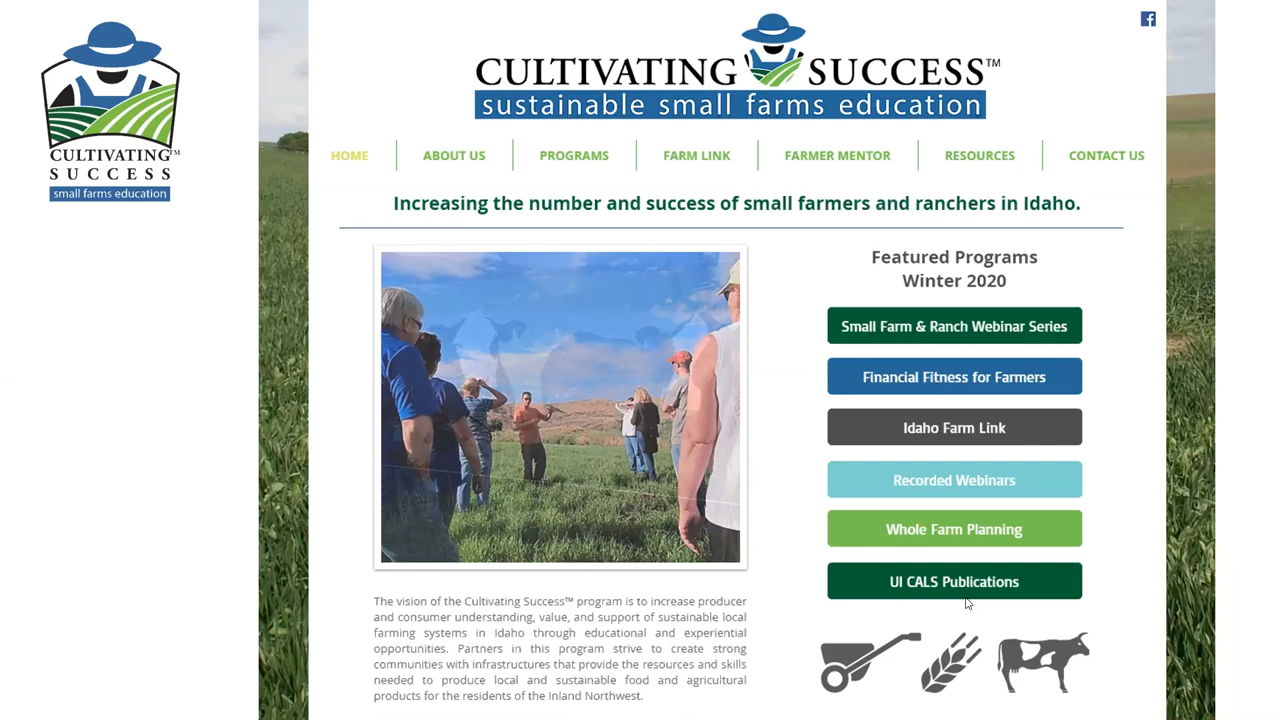 CULTIVATING™
SUCCESS
small farms education
CULTIVATING SUCCESS™
sustainable small farms education
HOME
ABOUT US
PROGRAMS
FARM LINK
FARMER MENTOR
RESOURCES
CONTACT US
Increasing the number and success of small farmers and ranchers in Idaho.
Featured Programs
Winter 2020
Small Farm & Ranch Webinar Series
Financial Fitness for Farmers
Idaho Farm Link
Recorded Webinars
Whole Farm Planning
UI CALS Publications
The vision of the Cultivating Success™ program is to increase producer
and consumer understanding, value, and support of sustainable local
farming systems in Idaho through educational and experiential
opportunities. Partners in this program strive to create strong
communities with infrastructures that provide the resources and skills
needed to produce local and sustainable food and agricultural
products for the residents of the Inland Northwest.